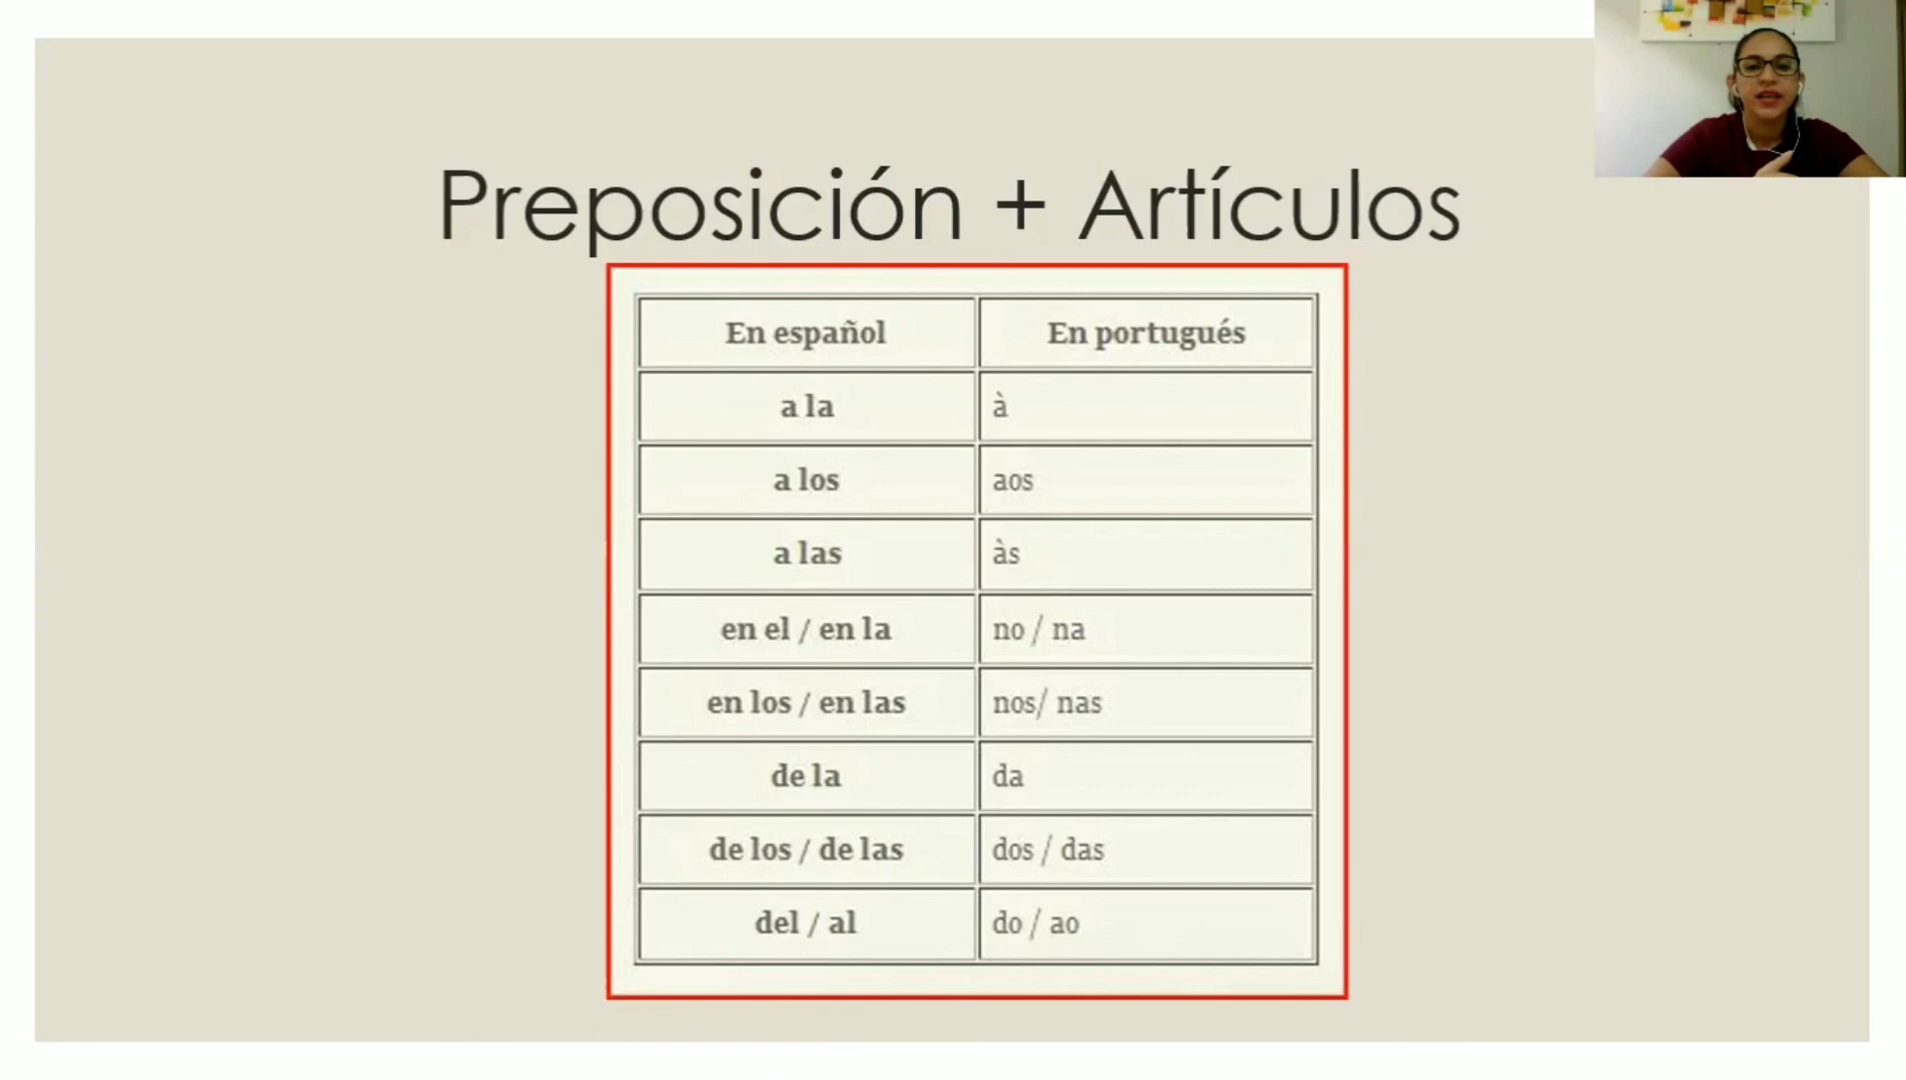 Preposición + Artículos
En español En portugués
a la à
a los aos
a las às
en el / en la no / na
en los / en las nos/ nas
de la da
de los / de las dos / das
del / al do / ao